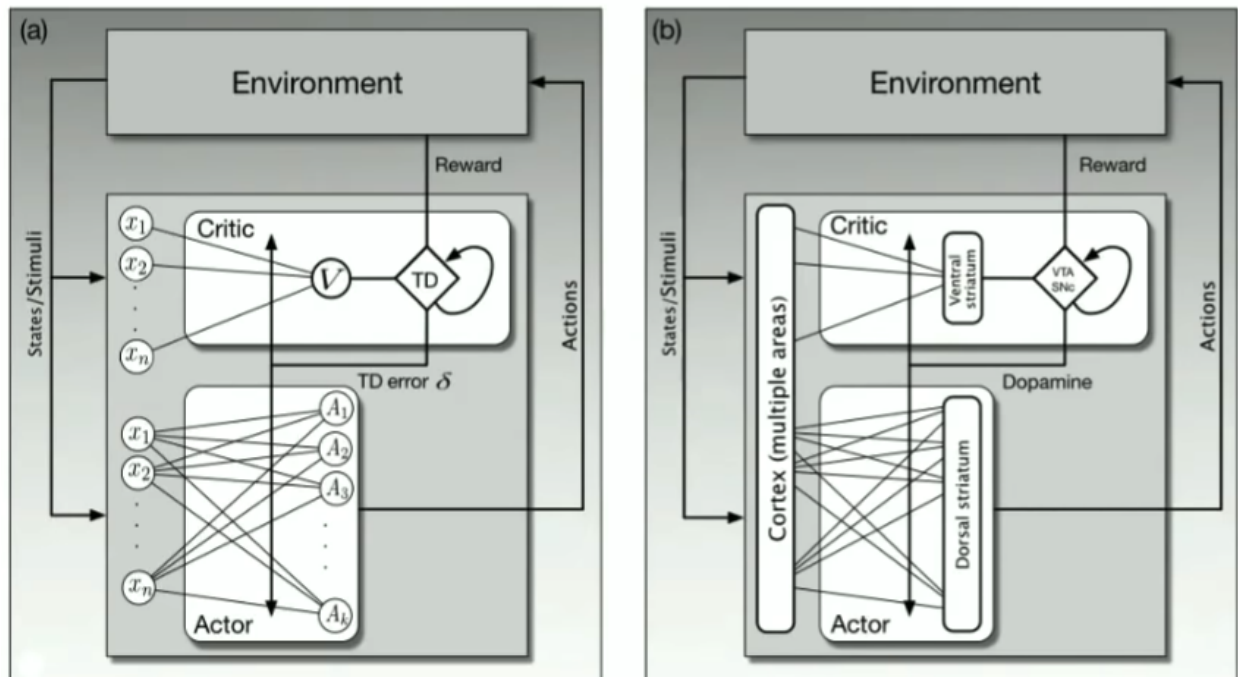 (a)
Environment
Reward
States/Stimuli
Actions
x1
x2
xn
Critic
V
TD
TD error δ
x1
x2
xn
A1
A2
A3
Ak
Actor
(b)
Environment
Reward
States/Stimuli
Actions
Cortex (multiple areas)
Critic
Ventral
striatum
VTA
SNc
Dopamine
Dorsal striatum
Actor